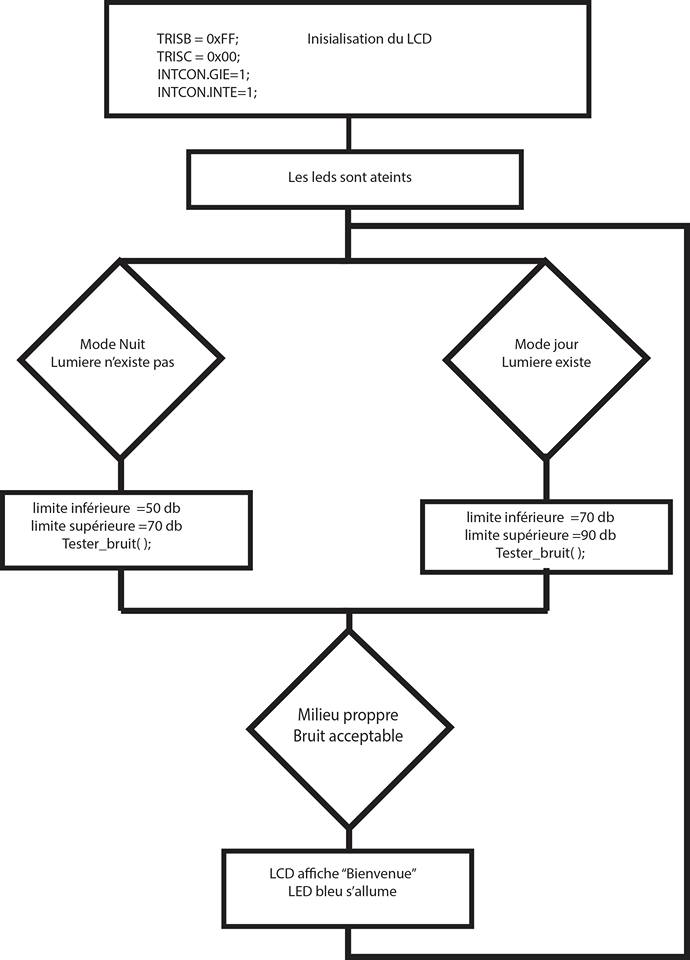 TRISB = 0xFF; Inisialisation du LCD
TRISC = 0x00;
INTCON.GIE=1;
INTCON.INTE=1;
Les leds sont ateints
Mode Nuit
Lumiere n'existe pas
Mode jour
Lumiere existe
limite inférieure =50 db
limite supérieure =70 db
Tester_bruit( );
limite inférieure =70 db
limite supérieure =90 db
Tester_bruit( );
Milieu proppre
Bruit acceptable
LCD affiche “Bienvenue”
LED bleu s'allume